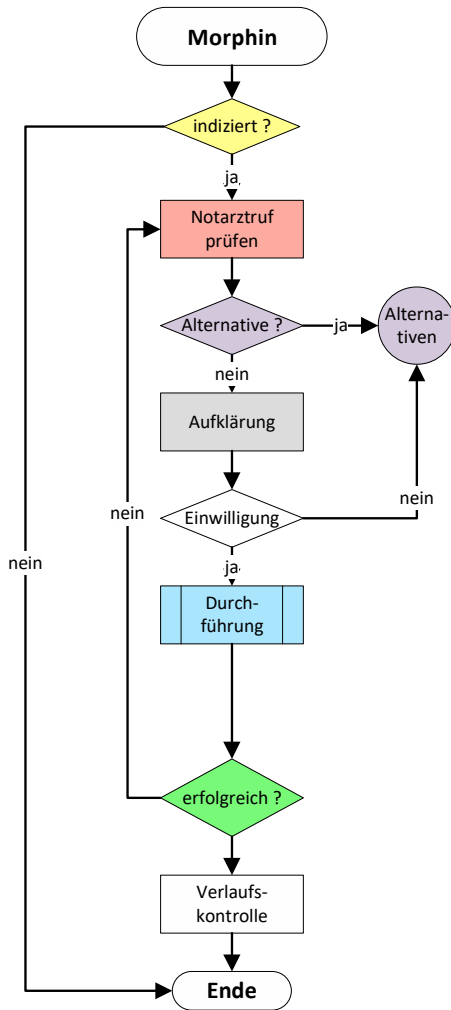 Morphin
indiziert ?
ja
Notarztruf
prüfen
Alternative ?
ja
Alterna-
tiven
nein
Aufklärung
Einwilligung
nein
nein
nein
ja
Durch-
führung
erfolgreich ?
Verlaufs-
kontrolle
Ende